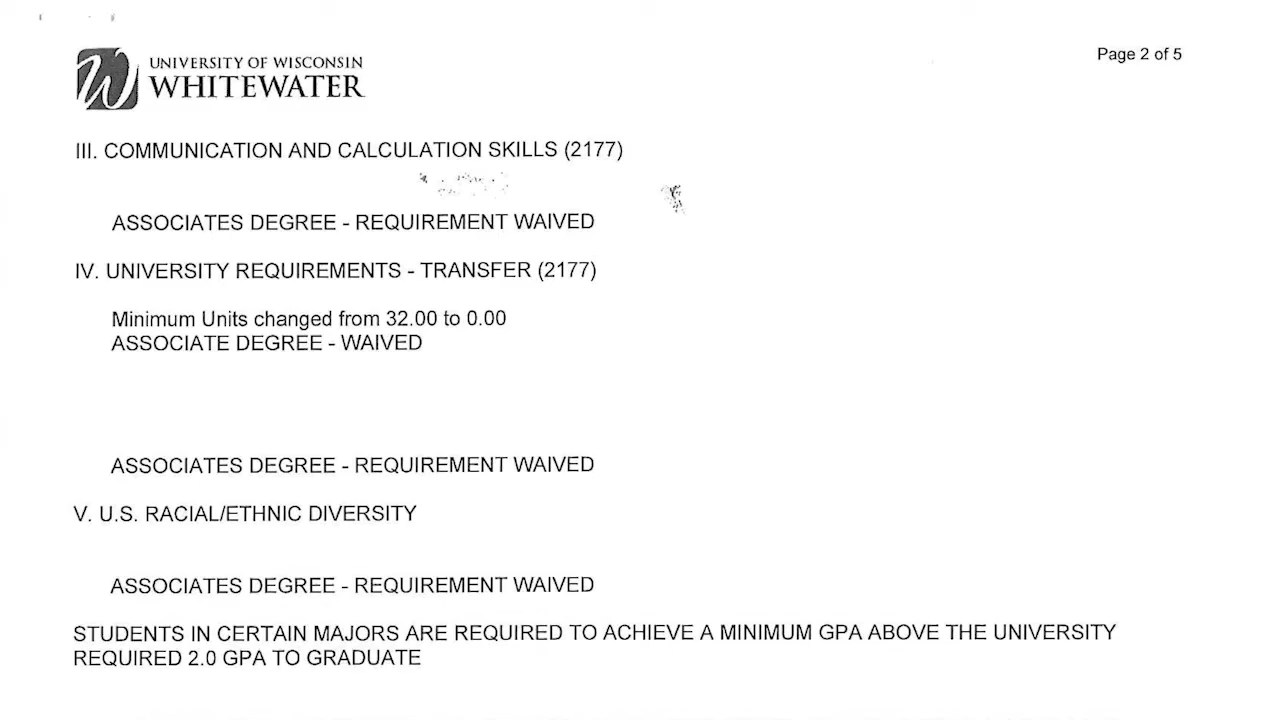 UNIVERSITY OF WISCONSIN
WHITEWATER
Page 2 of 5
III. COMMUNICATION AND CALCULATION SKILLS (2177)
ASSOCIATES DEGREE - REQUIREMENT WAIVED
IV. UNIVERSITY REQUIREMENTS - TRANSFER (2177)
Minimum Units changed from 32.00 to 0.00
ASSOCIATE DEGREE - WAIVED
ASSOCIATES DEGREE - REQUIREMENT WAIVED
V. U.S. RACIAL/ETHNIC DIVERSITY
ASSOCIATES DEGREE - REQUIREMENT WAIVED
STUDENTS IN CERTAIN MAJORS ARE REQUIRED TO ACHIEVE A MINIMUM GPA ABOVE THE UNIVERSITY
REQUIRED 2.0 GPA TO GRADUATE